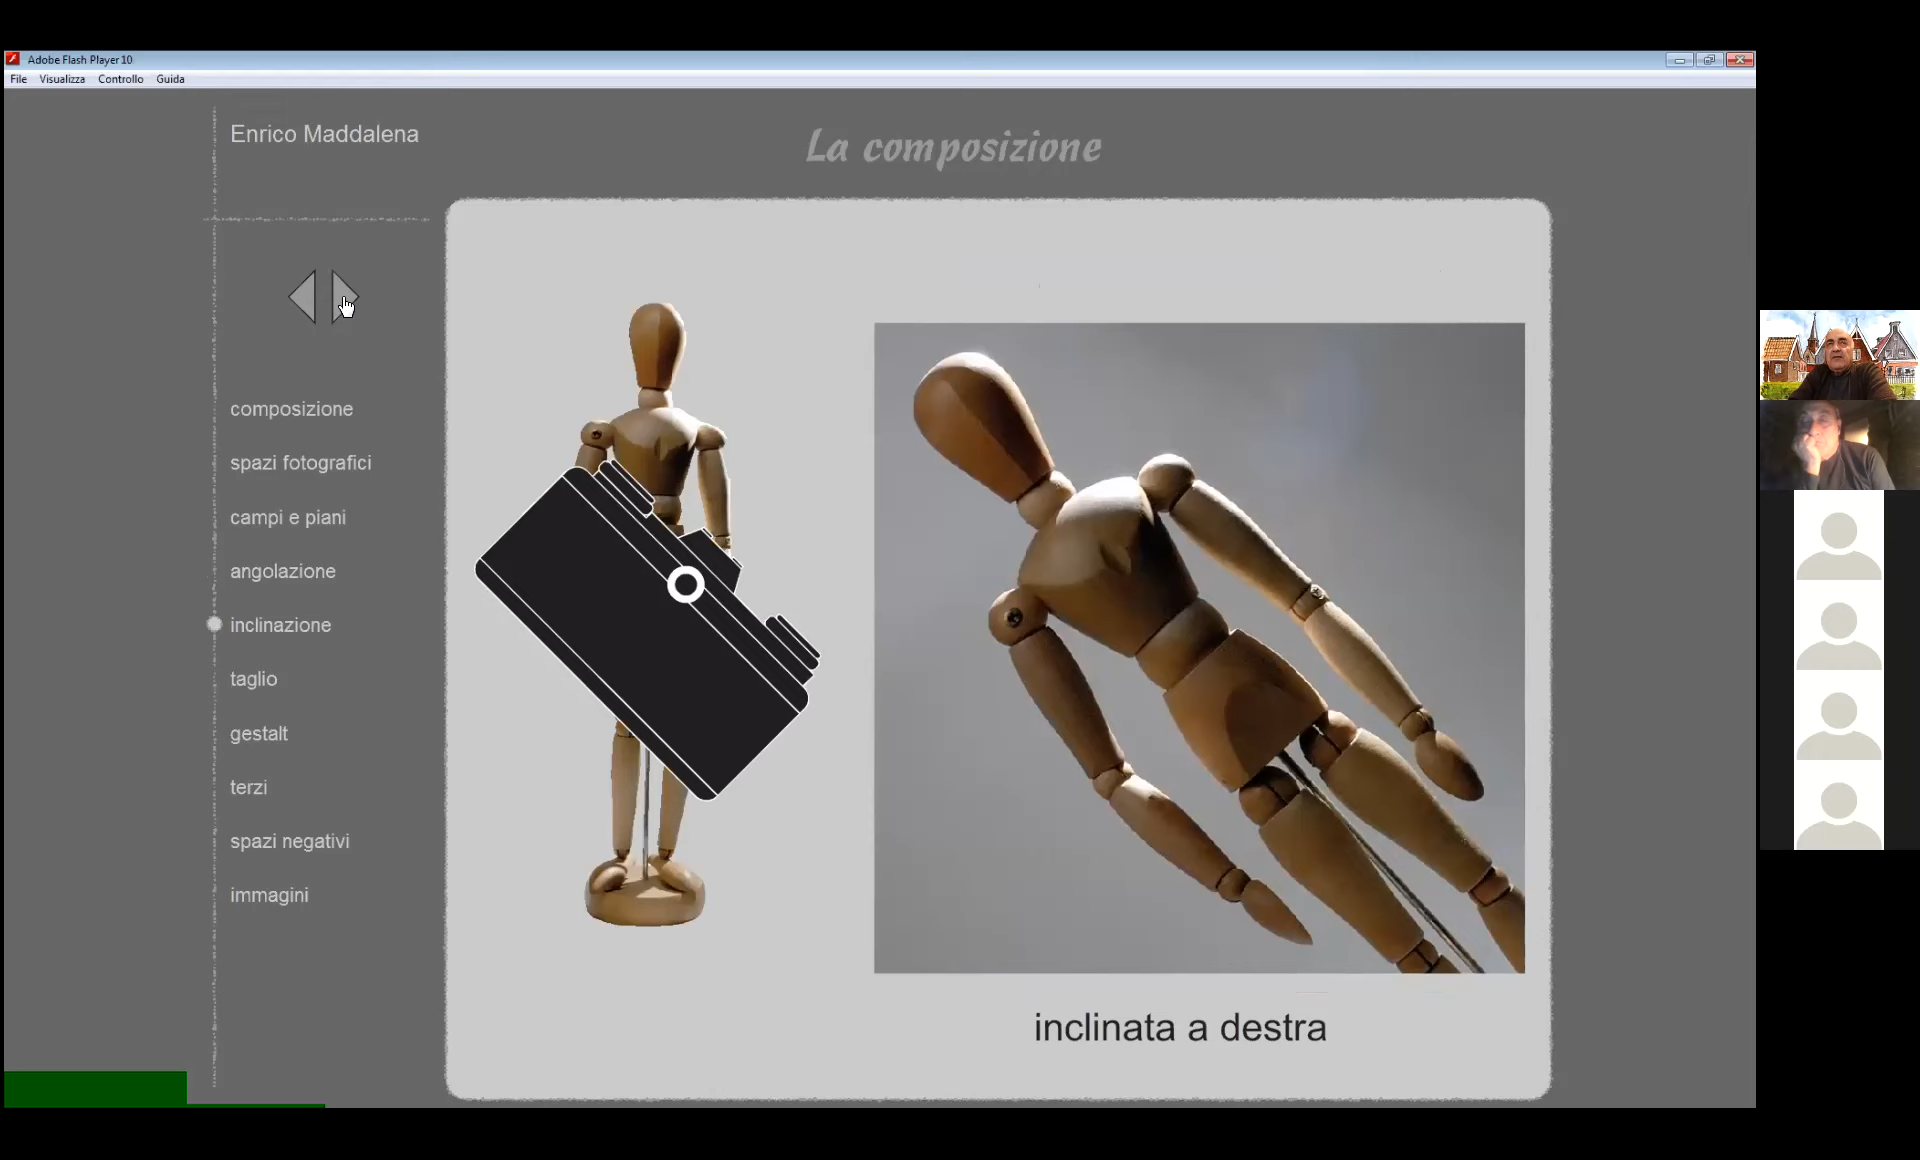 Adobe Flash Player 10
File Visualizza Controllo Guida
Enrico Maddalena
La composizione
composizione
spazi fotografici
campi e piani
angolazione
inclinazione
taglio
gestalt
terzi
spazi negativi
immagini
inclinata a destra